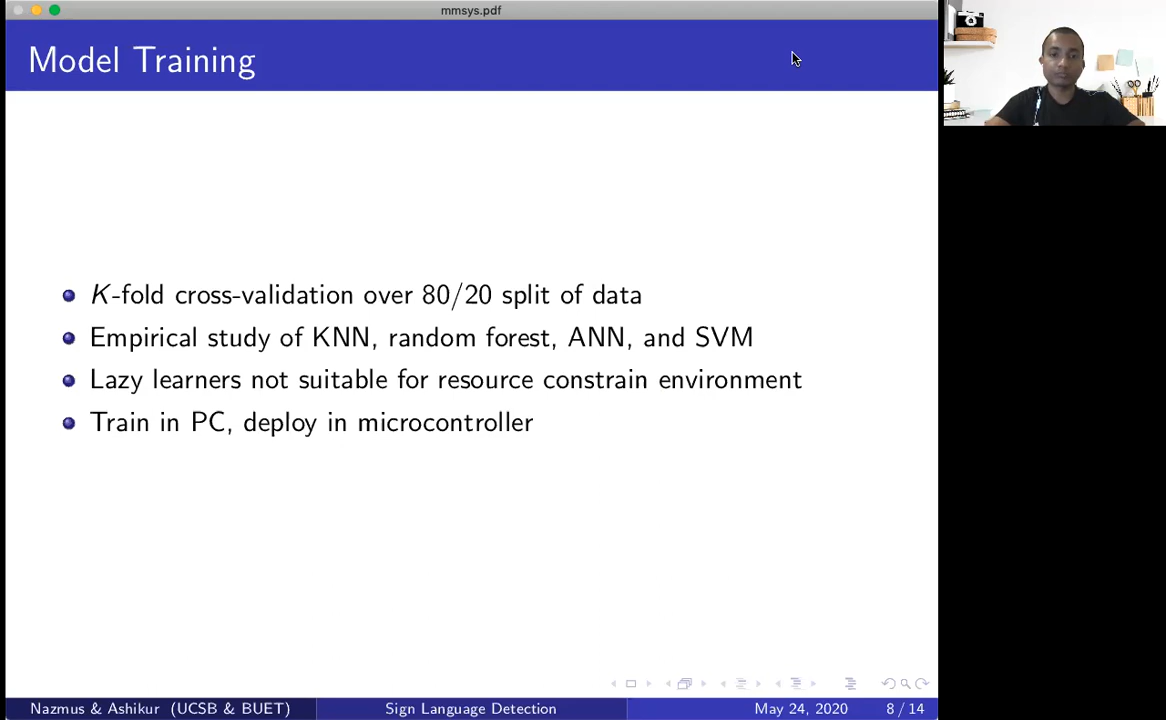 mmsys.pdf
Model Training
K-fold cross-validation over 80/20 split of data
Empirical study of KNN, random forest, ANN, and SVM
Lazy learners not suitable for resource constrain environment
Train in PC, deploy in microcontroller
Nazmus & Ashikur (UCSB & BUET)
Sign Language Detection
May 24, 2020
8 / 14